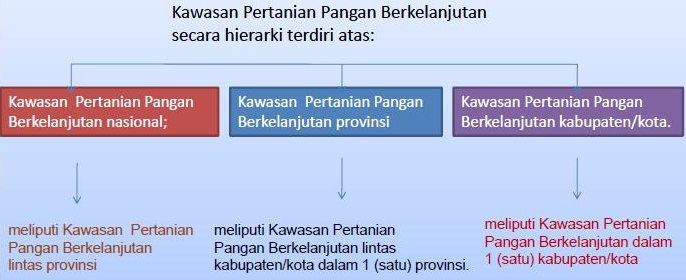 Kawasan Pertanian Pangan Berkelanjutan
secara hierarki terdiri atas:
Kawasan Pertanian Pangan
Berkelanjutan nasional;
Kawasan Pertanian Pangan
Berkelanjutan provinsi
Kawasan Pertanian Pangan
Berkelanjutan kabupaten/kota.
meliputi Kawasan Pertanian
Pangan Berkelanjutan
lintas provinsi
meliputi Kawasan Pertanian
Pangan Berkelanjutan lintas
kabupaten/kota dalam 1 (satu) provinsi.
meliputi Kawasan Pertanian
Pangan Berkelanjutan dalam
1 (satu) kabupaten/kota